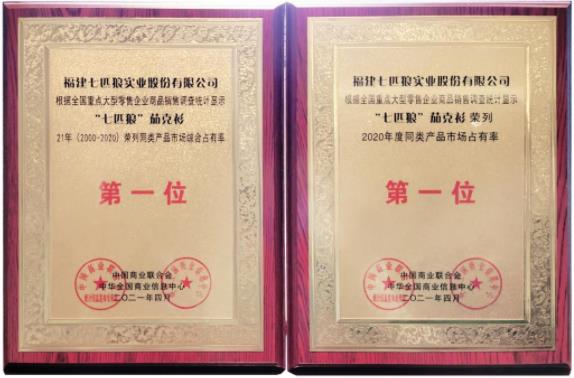 福建七匹狼实业股份有限公司
根据全国重点大型零售企业商品销售调查统计显示
“七匹狼”茄克衫
21年（2000-2020）荣列同类产品市场综合占有率
第一位
中国商业联合会
中华全国商业信息中心
二〇二一年四月
福建七匹狼实业股份有限公司
根据全国重点大型零售企业商品销售调查统计显示
“七匹狼”茄克衫 荣列
2020年度同类产品市场占有率
第一位
中国商业联合会
中华全国商业信息中心
二〇二一年四月